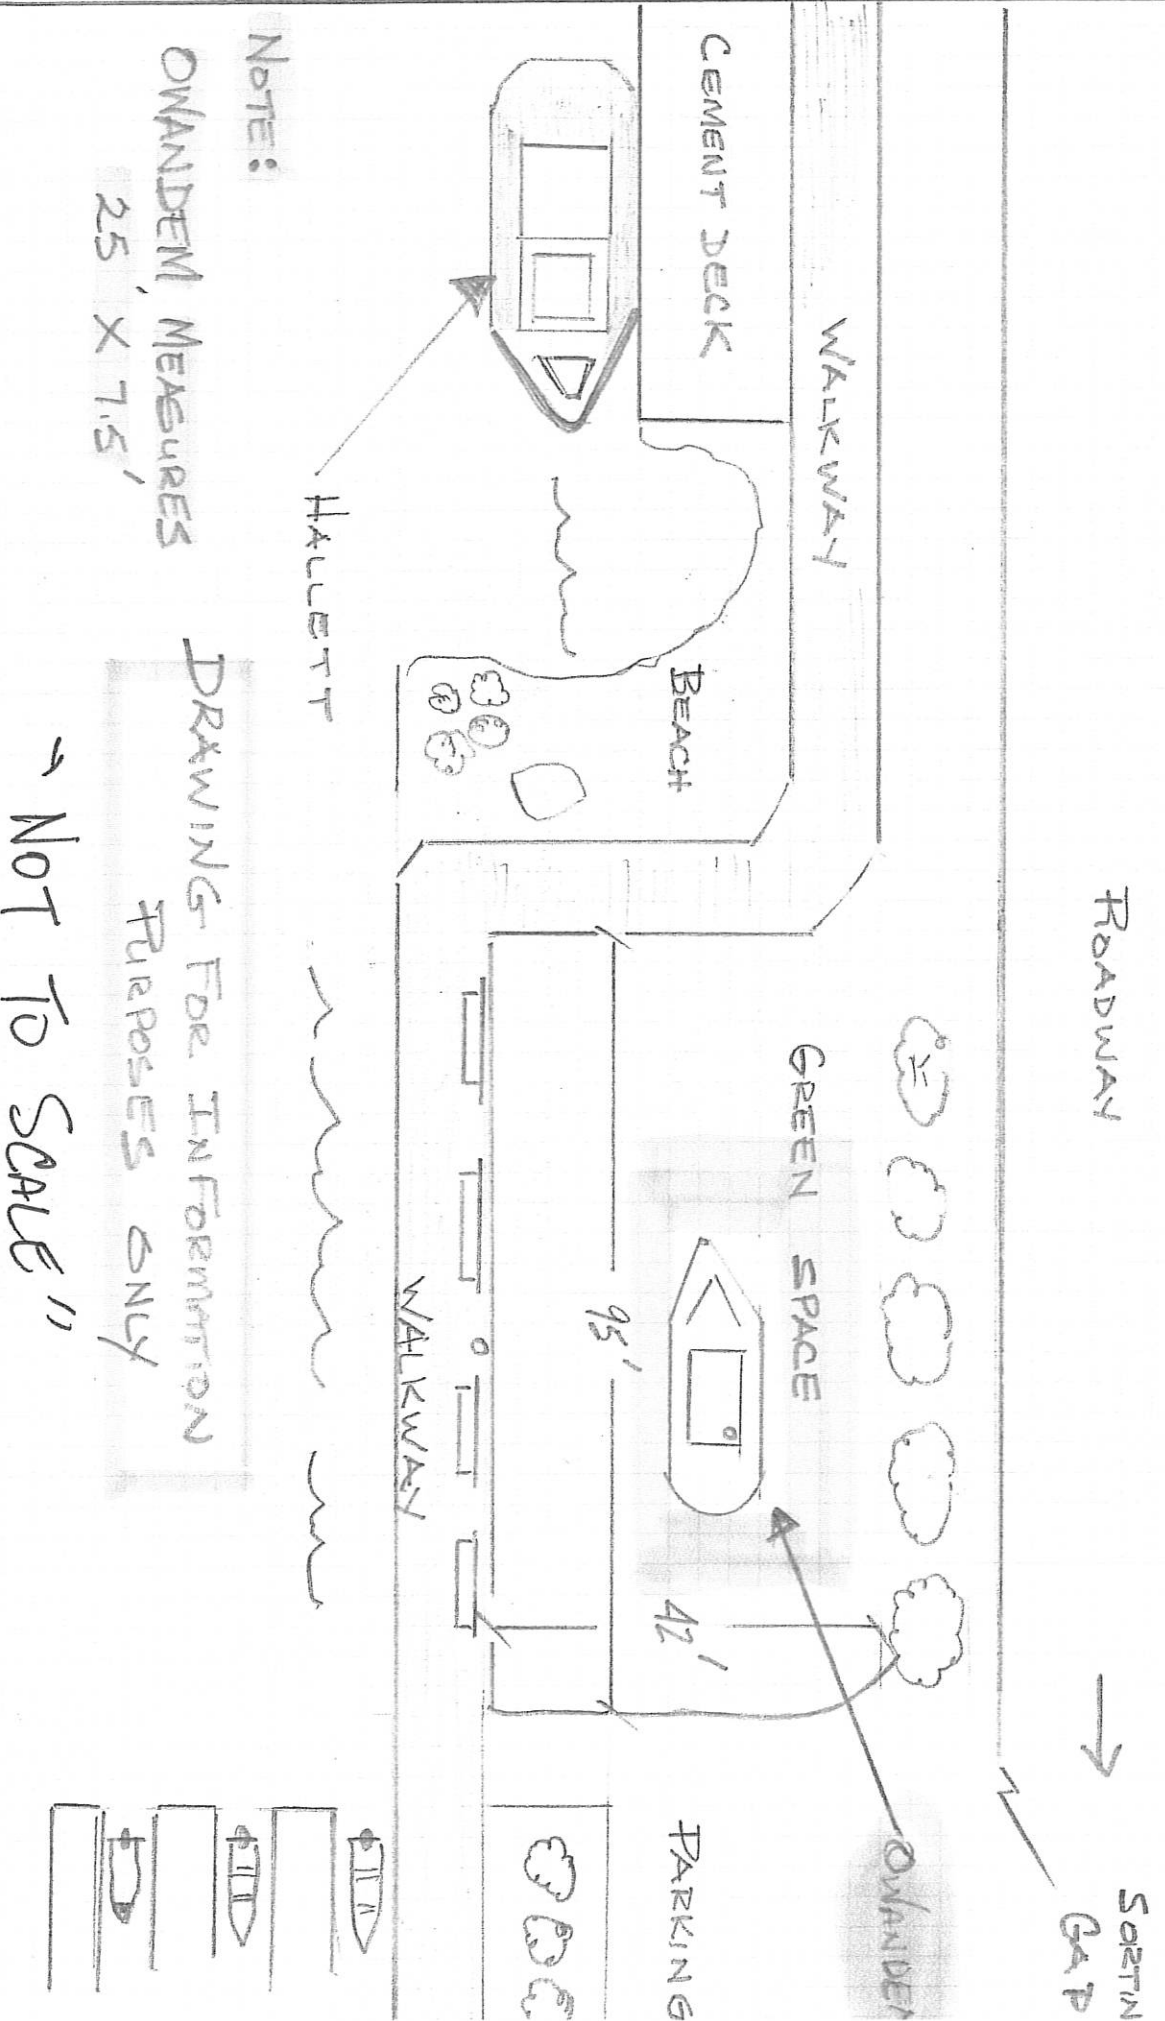 ROADWAY
SORTIN
GAP
WALKWAY
CEMENT DECK
BEACH
GREEN SPACE
OWANDEM
95'
42'
PARKING
WALKWAY
HALLETT
NOTE:
OWANDEM MEASURES
25' X 7.5'
DRAWING FOR INFORMATION
PURPOSES ONLY
"NOT TO SCALE"